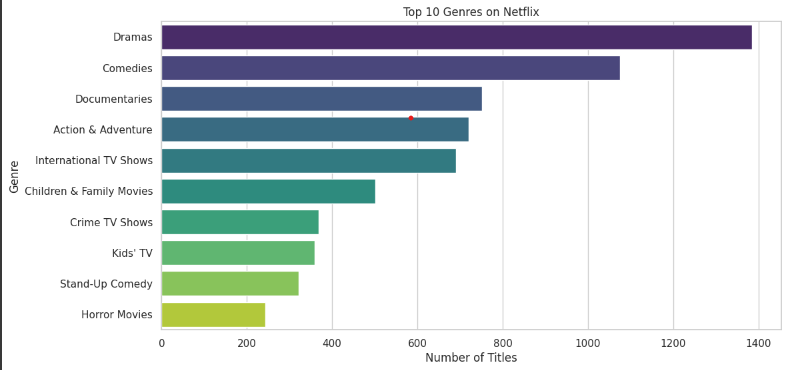 Top 10 Genres on Netflix
Dramas
Comedies
Documentaries
Action & Adventure
International TV Shows
Children & Family Movies
Crime TV Shows
Kids' TV
Stand-Up Comedy
Horror Movies
Genre
0 200 400 600 800 1000 1200 1400
Number of Titles